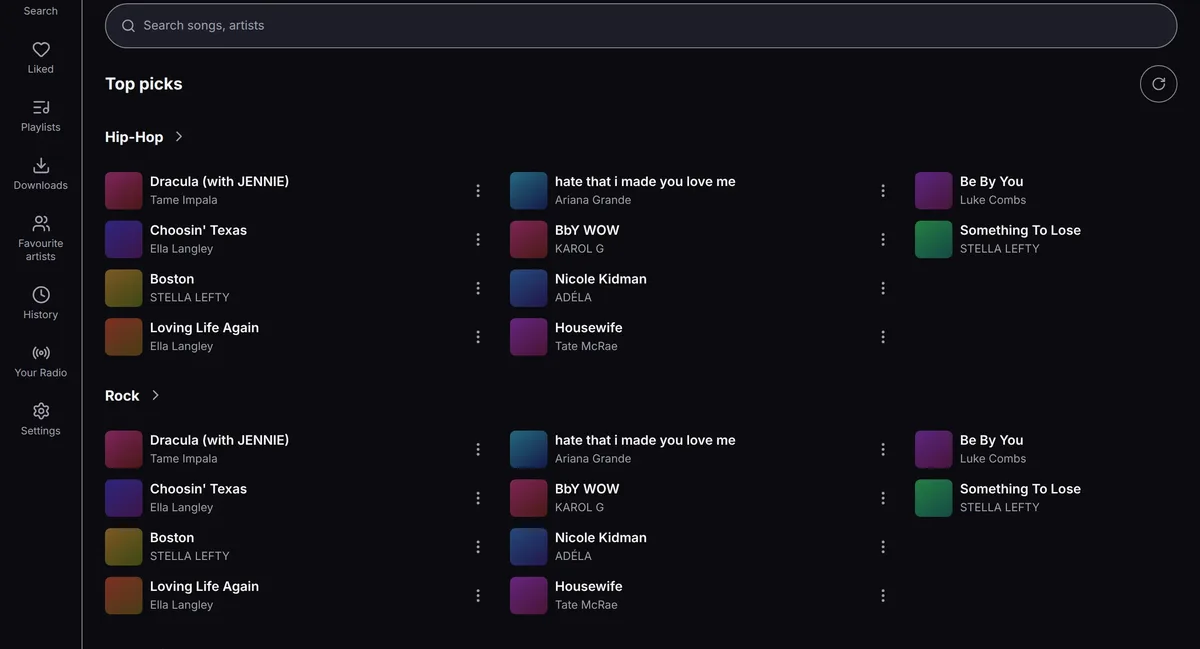 Search
Liked
Playlists
Downloads
Favourite
artists
History
Your Radio
Settings
Search songs, artists
Top picks
Hip-Hop
Dracula (with JENNIE)
Tame Impala
Choosin' Texas
Ella Langley
Boston
STELLA LEFTY
Loving Life Again
Ella Langley
hate that i made you love me
Ariana Grande
BbY WOW
KAROL G
Nicole Kidman
ADÉLA
Housewife
Tate McRae
Be By You
Luke Combs
Something To Lose
STELLA LEFTY
Rock
Dracula (with JENNIE)
Tame Impala
Choosin' Texas
Ella Langley
Boston
STELLA LEFTY
Loving Life Again
Ella Langley
hate that i made you love me
Ariana Grande
BbY WOW
KAROL G
Nicole Kidman
ADÉLA
Housewife
Tate McRae
Be By You
Luke Combs
Something To Lose
STELLA LEFTY